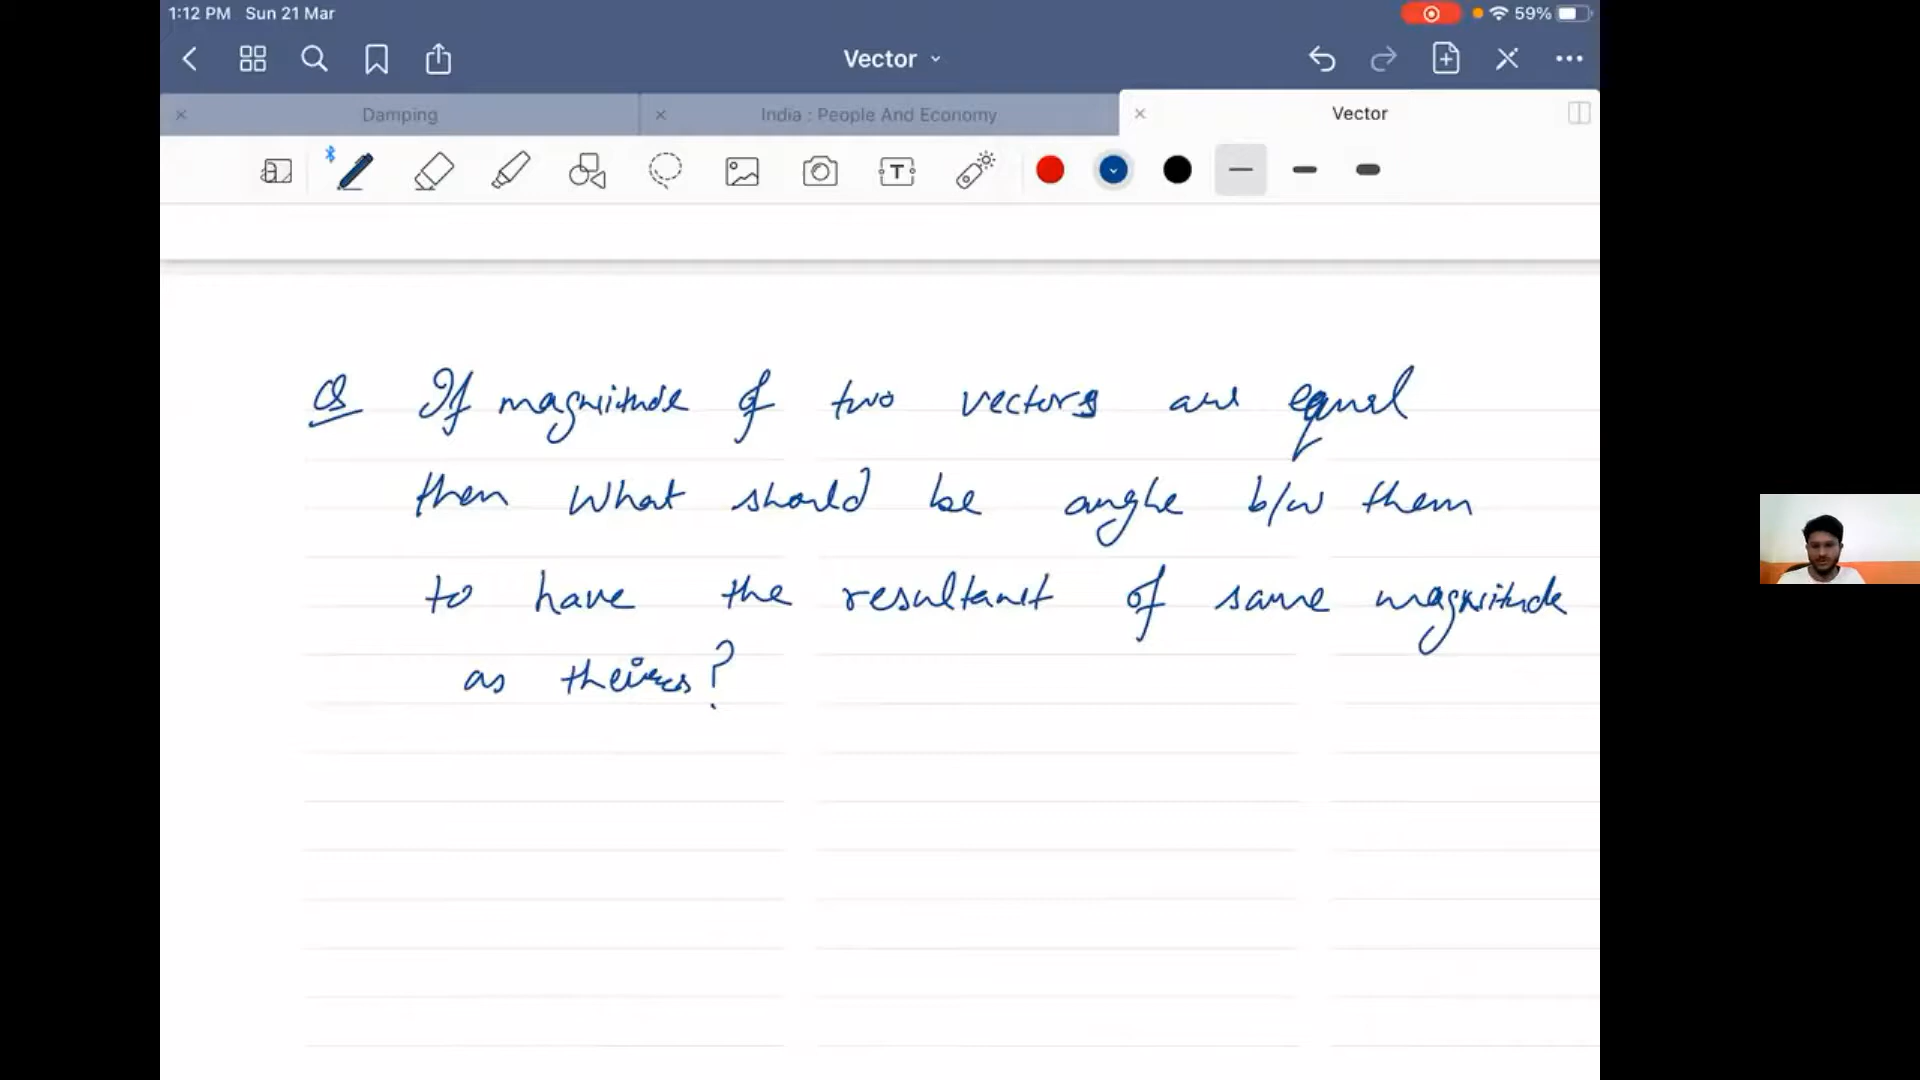 1:12 PM Sun 21 Mar
59%
Vector
Damping
India : People And Economy
Vector
T
Qs If magnitude of two vectors are equal
then what should be angle b/w them
to have the resultant of same magnitude
as theirs?